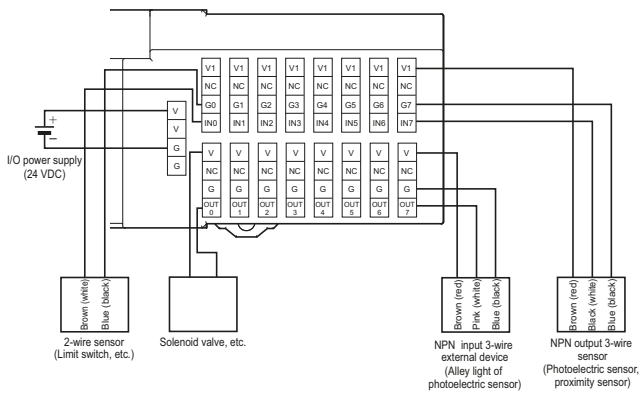 V1 V1 V1 V1 V1 V1 V1 V1
NC NC NC NC NC NC NC NC
G0 G1 G2 G3 G4 G5 G6 G7
IN0 IN1 IN2 IN3 IN4 IN5 IN6 IN7
V
V
G
G
+
−
I/O power supply
(24 VDC)
V V V V V V V V
NC NC NC NC NC NC NC NC
G G G G G G G G
OUT OUT OUT OUT OUT OUT OUT OUT
0 1 2 3 4 5 6 7
Brown (white)
Blue (black)
2-wire sensor
(Limit switch, etc.)
Solenoid valve, etc.
Brown (red)
Pink (white)
Blue (black)
NPN input 3-wire
external device
(Alley light of
photoelectric sensor)
Brown (red)
Black (white)
Blue (black)
NPN output 3-wire
sensor
(Photoelectric sensor,
proximity sensor)